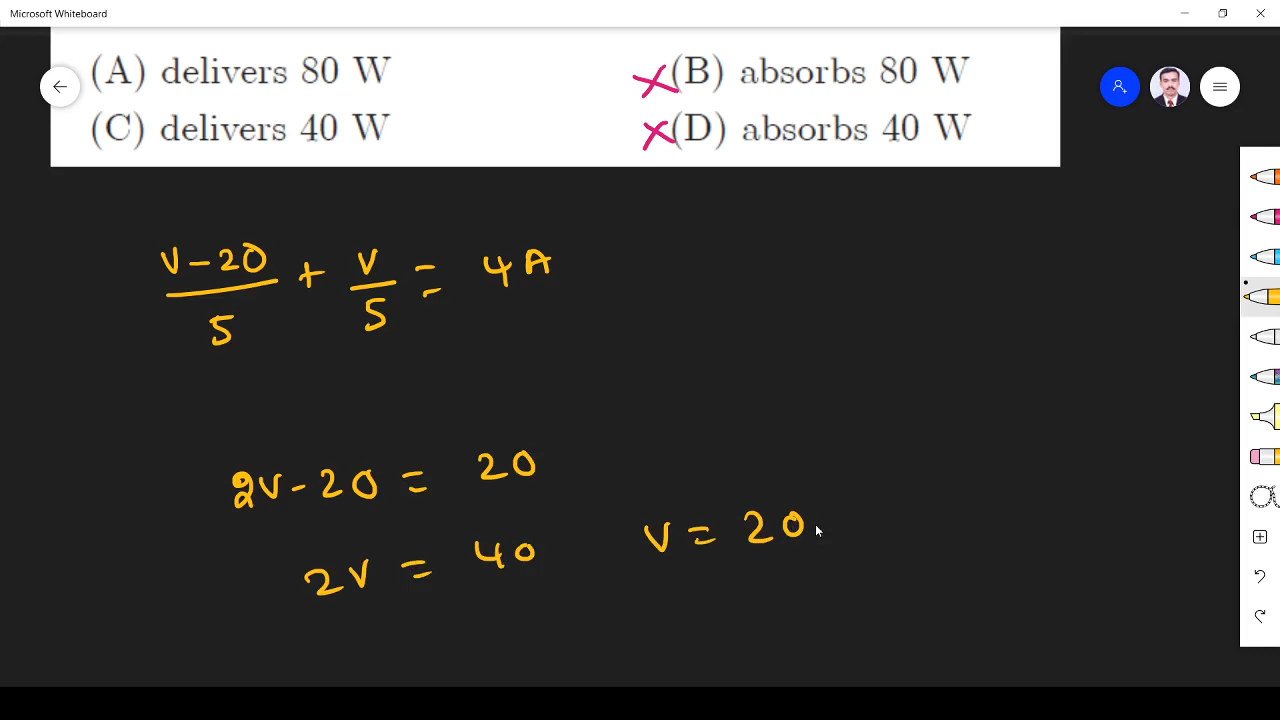 Microsoft Whiteboard
(A) delivers 80 W
(B) absorbs 80 W
(C) delivers 40 W
(D) absorbs 40 W
V-20/5 + V/5 = 4A
2V-20 = 20
2V = 40
V = 20